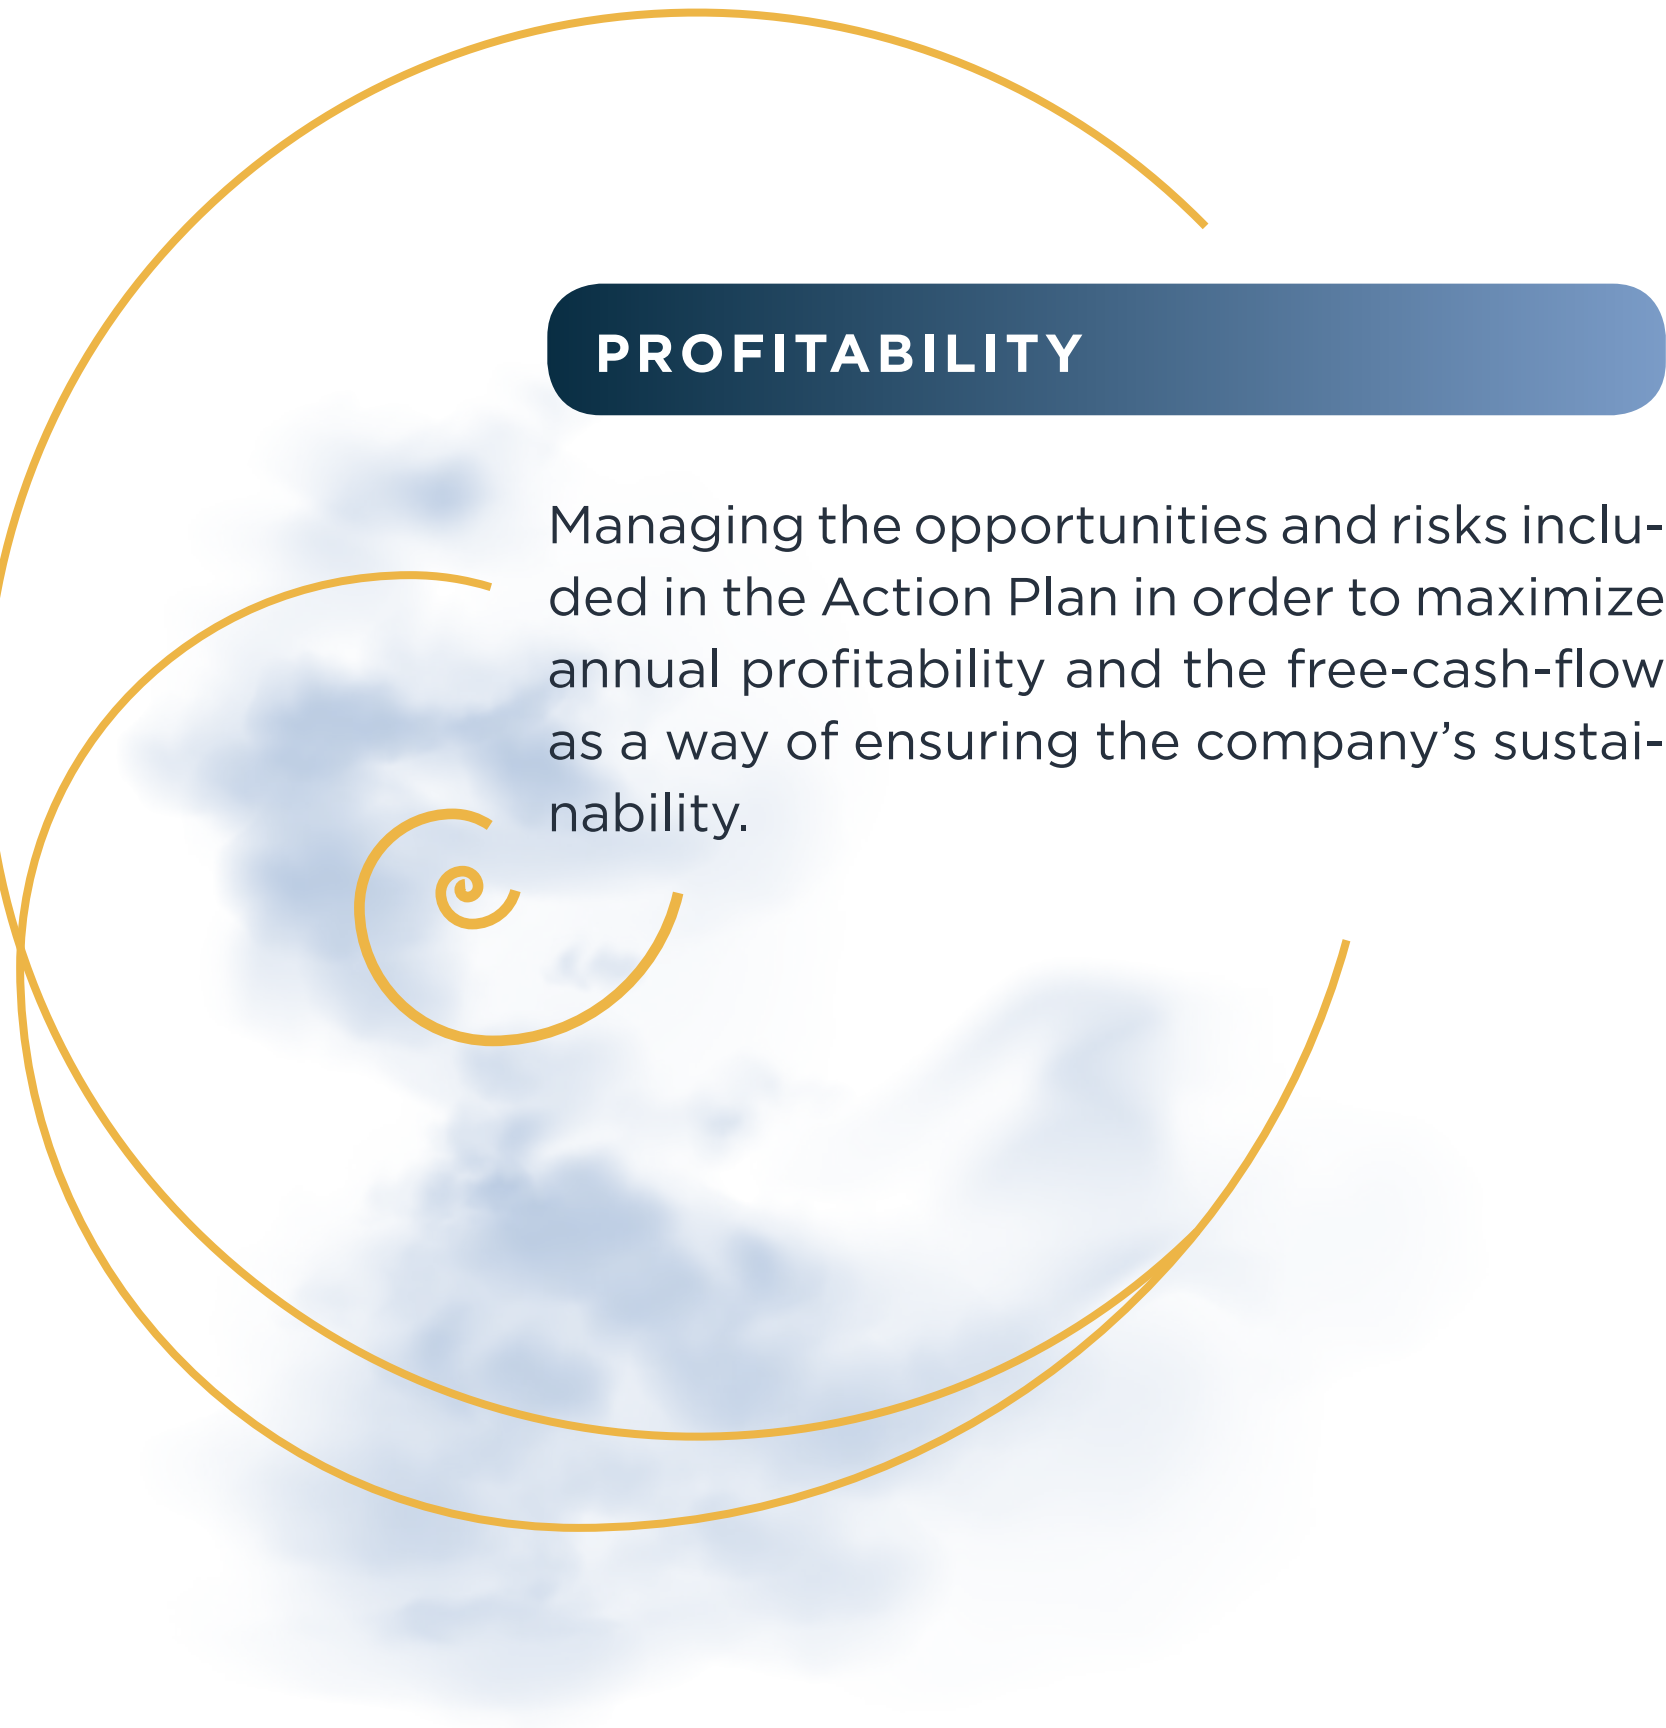 PROFITABILITY
Managing the opportunities and risks inclu-
ded in the Action Plan in order to maximize
annual profitability and the free-cash-flow
as a way of ensuring the company’s sustai-
nability.